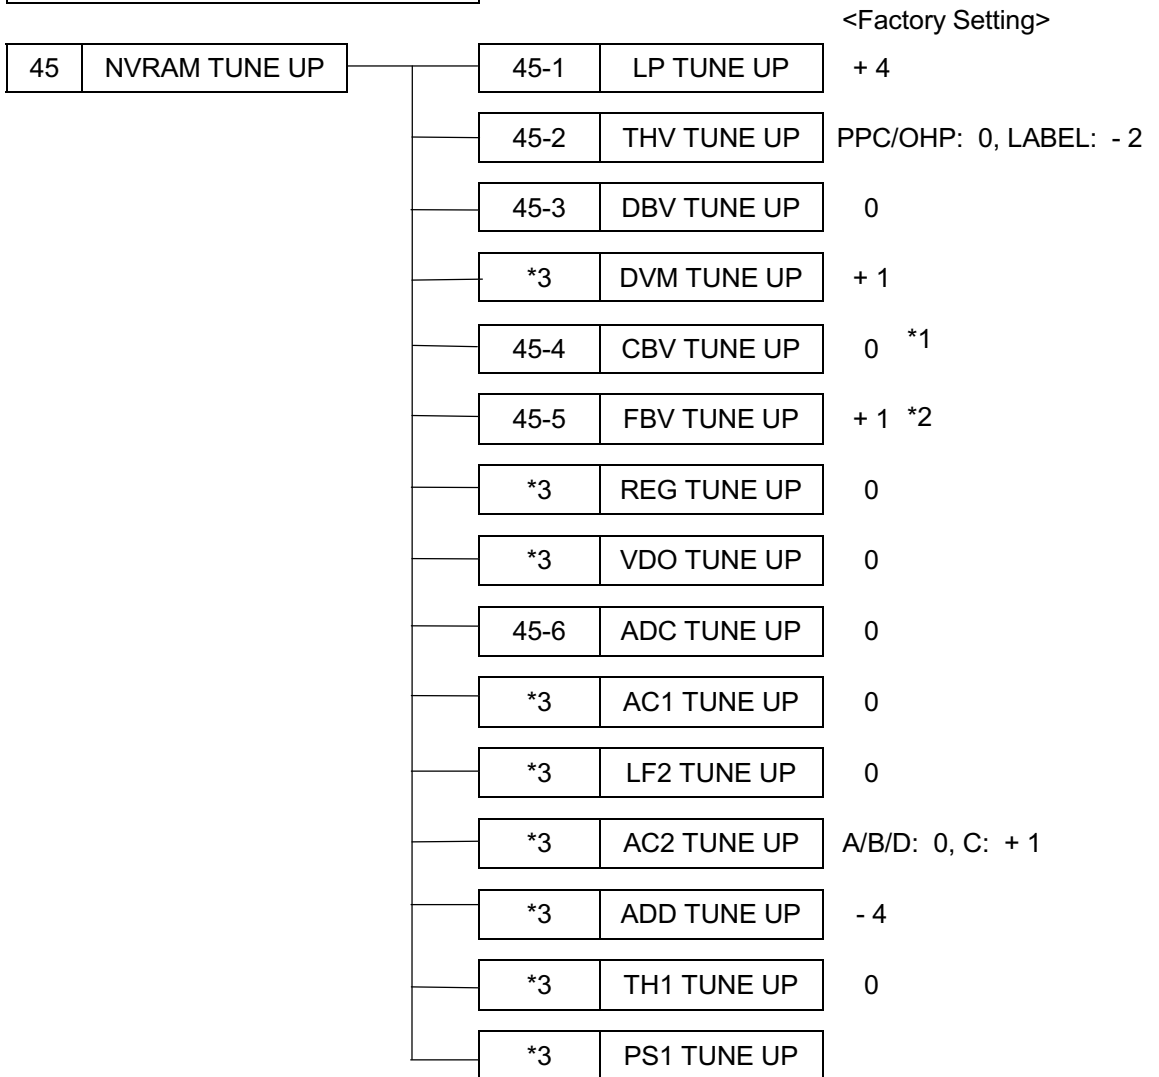 <Factory Setting>
45 NVRAM TUNE UP 45-1 LP TUNE UP + 4
45-2 THV TUNE UP PPC/OHP: 0, LABEL: - 2
45-3 DBV TUNE UP 0
*3 DVM TUNE UP + 1
45-4 CBV TUNE UP 0 *1
45-5 FBV TUNE UP + 1 *2
*3 REG TUNE UP 0
*3 VDO TUNE UP 0
45-6 ADC TUNE UP 0
*3 AC1 TUNE UP 0
*3 LF2 TUNE UP 0
*3 AC2 TUNE UP A/B/D: 0, C: + 1
*3 ADD TUNE UP - 4
*3 TH1 TUNE UP 0
*3 PS1 TUNE UP